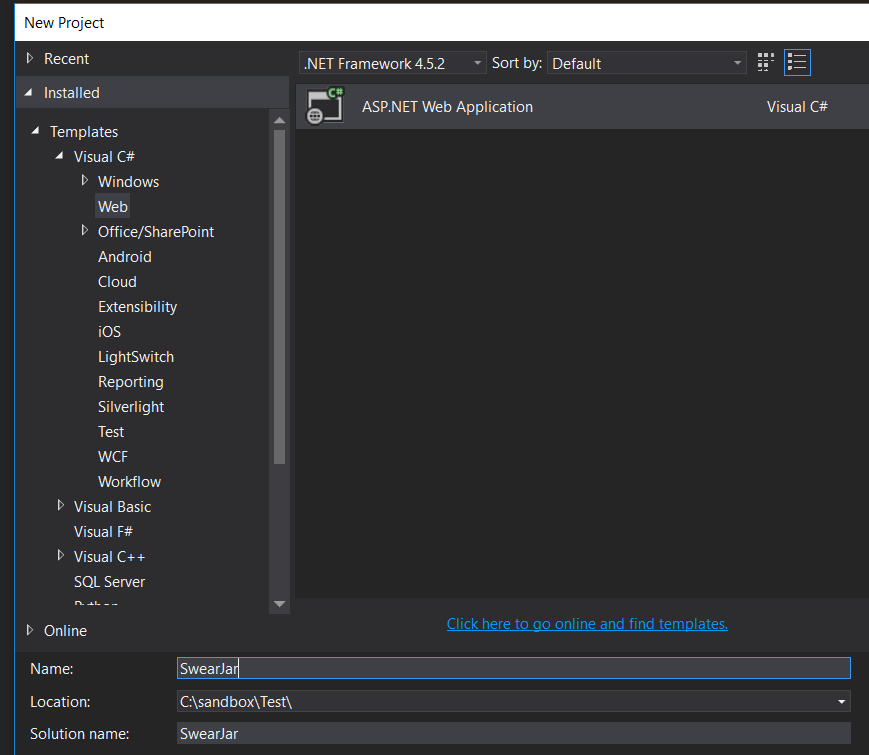 New Project
Recent
.NET Framework 4.5.2 Sort by: Default
Installed
C# ASP.NET Web Application Visual C#
Templates
Visual C#
Windows
Web
Office/SharePoint
Android
Cloud
Extensibility
iOS
LightSwitch
Reporting
Silverlight
Test
WCF
Workflow
Visual Basic
Visual F#
Visual C++
SQL Server
Python
Online
Click here to go online and find templates.
Name: SwearJar
Location: C:\sandbox\Test\
Solution name: SwearJar